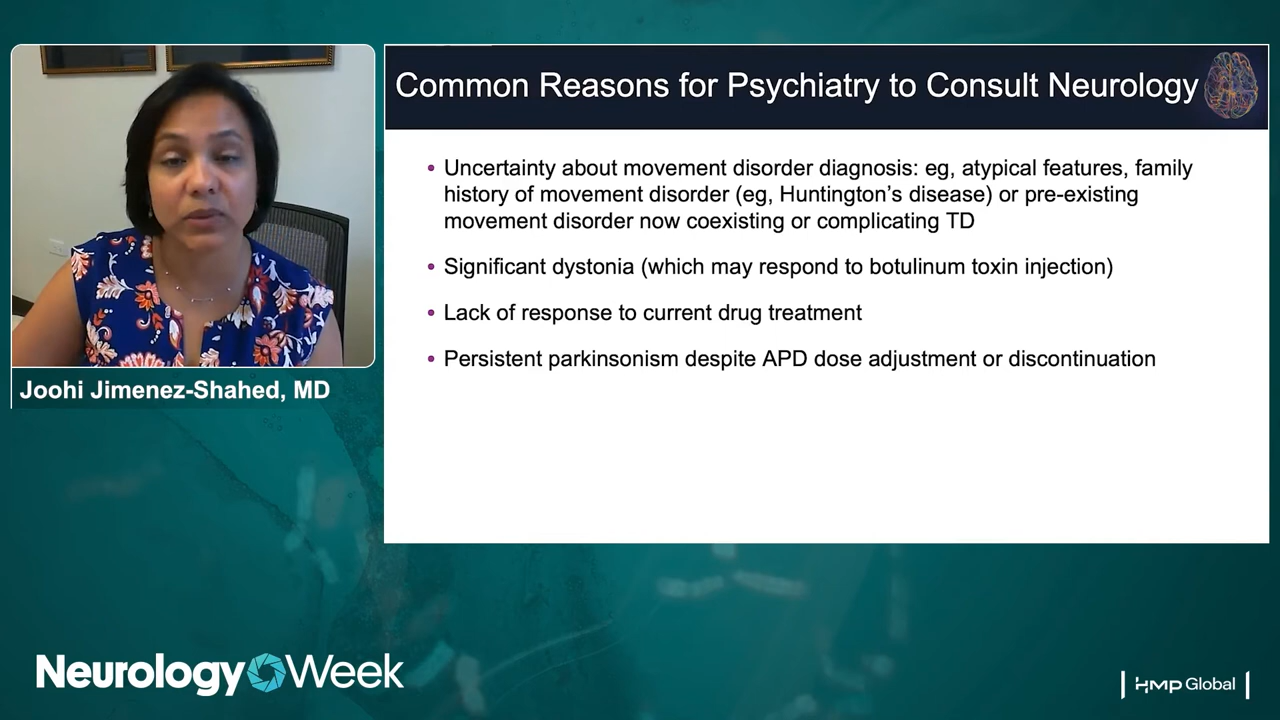 Common Reasons for Psychiatry to Consult Neurology
• Uncertainty about movement disorder diagnosis: eg, atypical features, family
history of movement disorder (eg, Huntington's disease) or pre-existing
movement disorder now coexisting or complicating TD
• Significant dystonia (which may respond to botulinum toxin injection)
• Lack of response to current drug treatment
• Persistent parkinsonism despite APD dose adjustment or discontinuation
Joohi Jimenez-Shahed, MD
Neurology Week
HMP Global